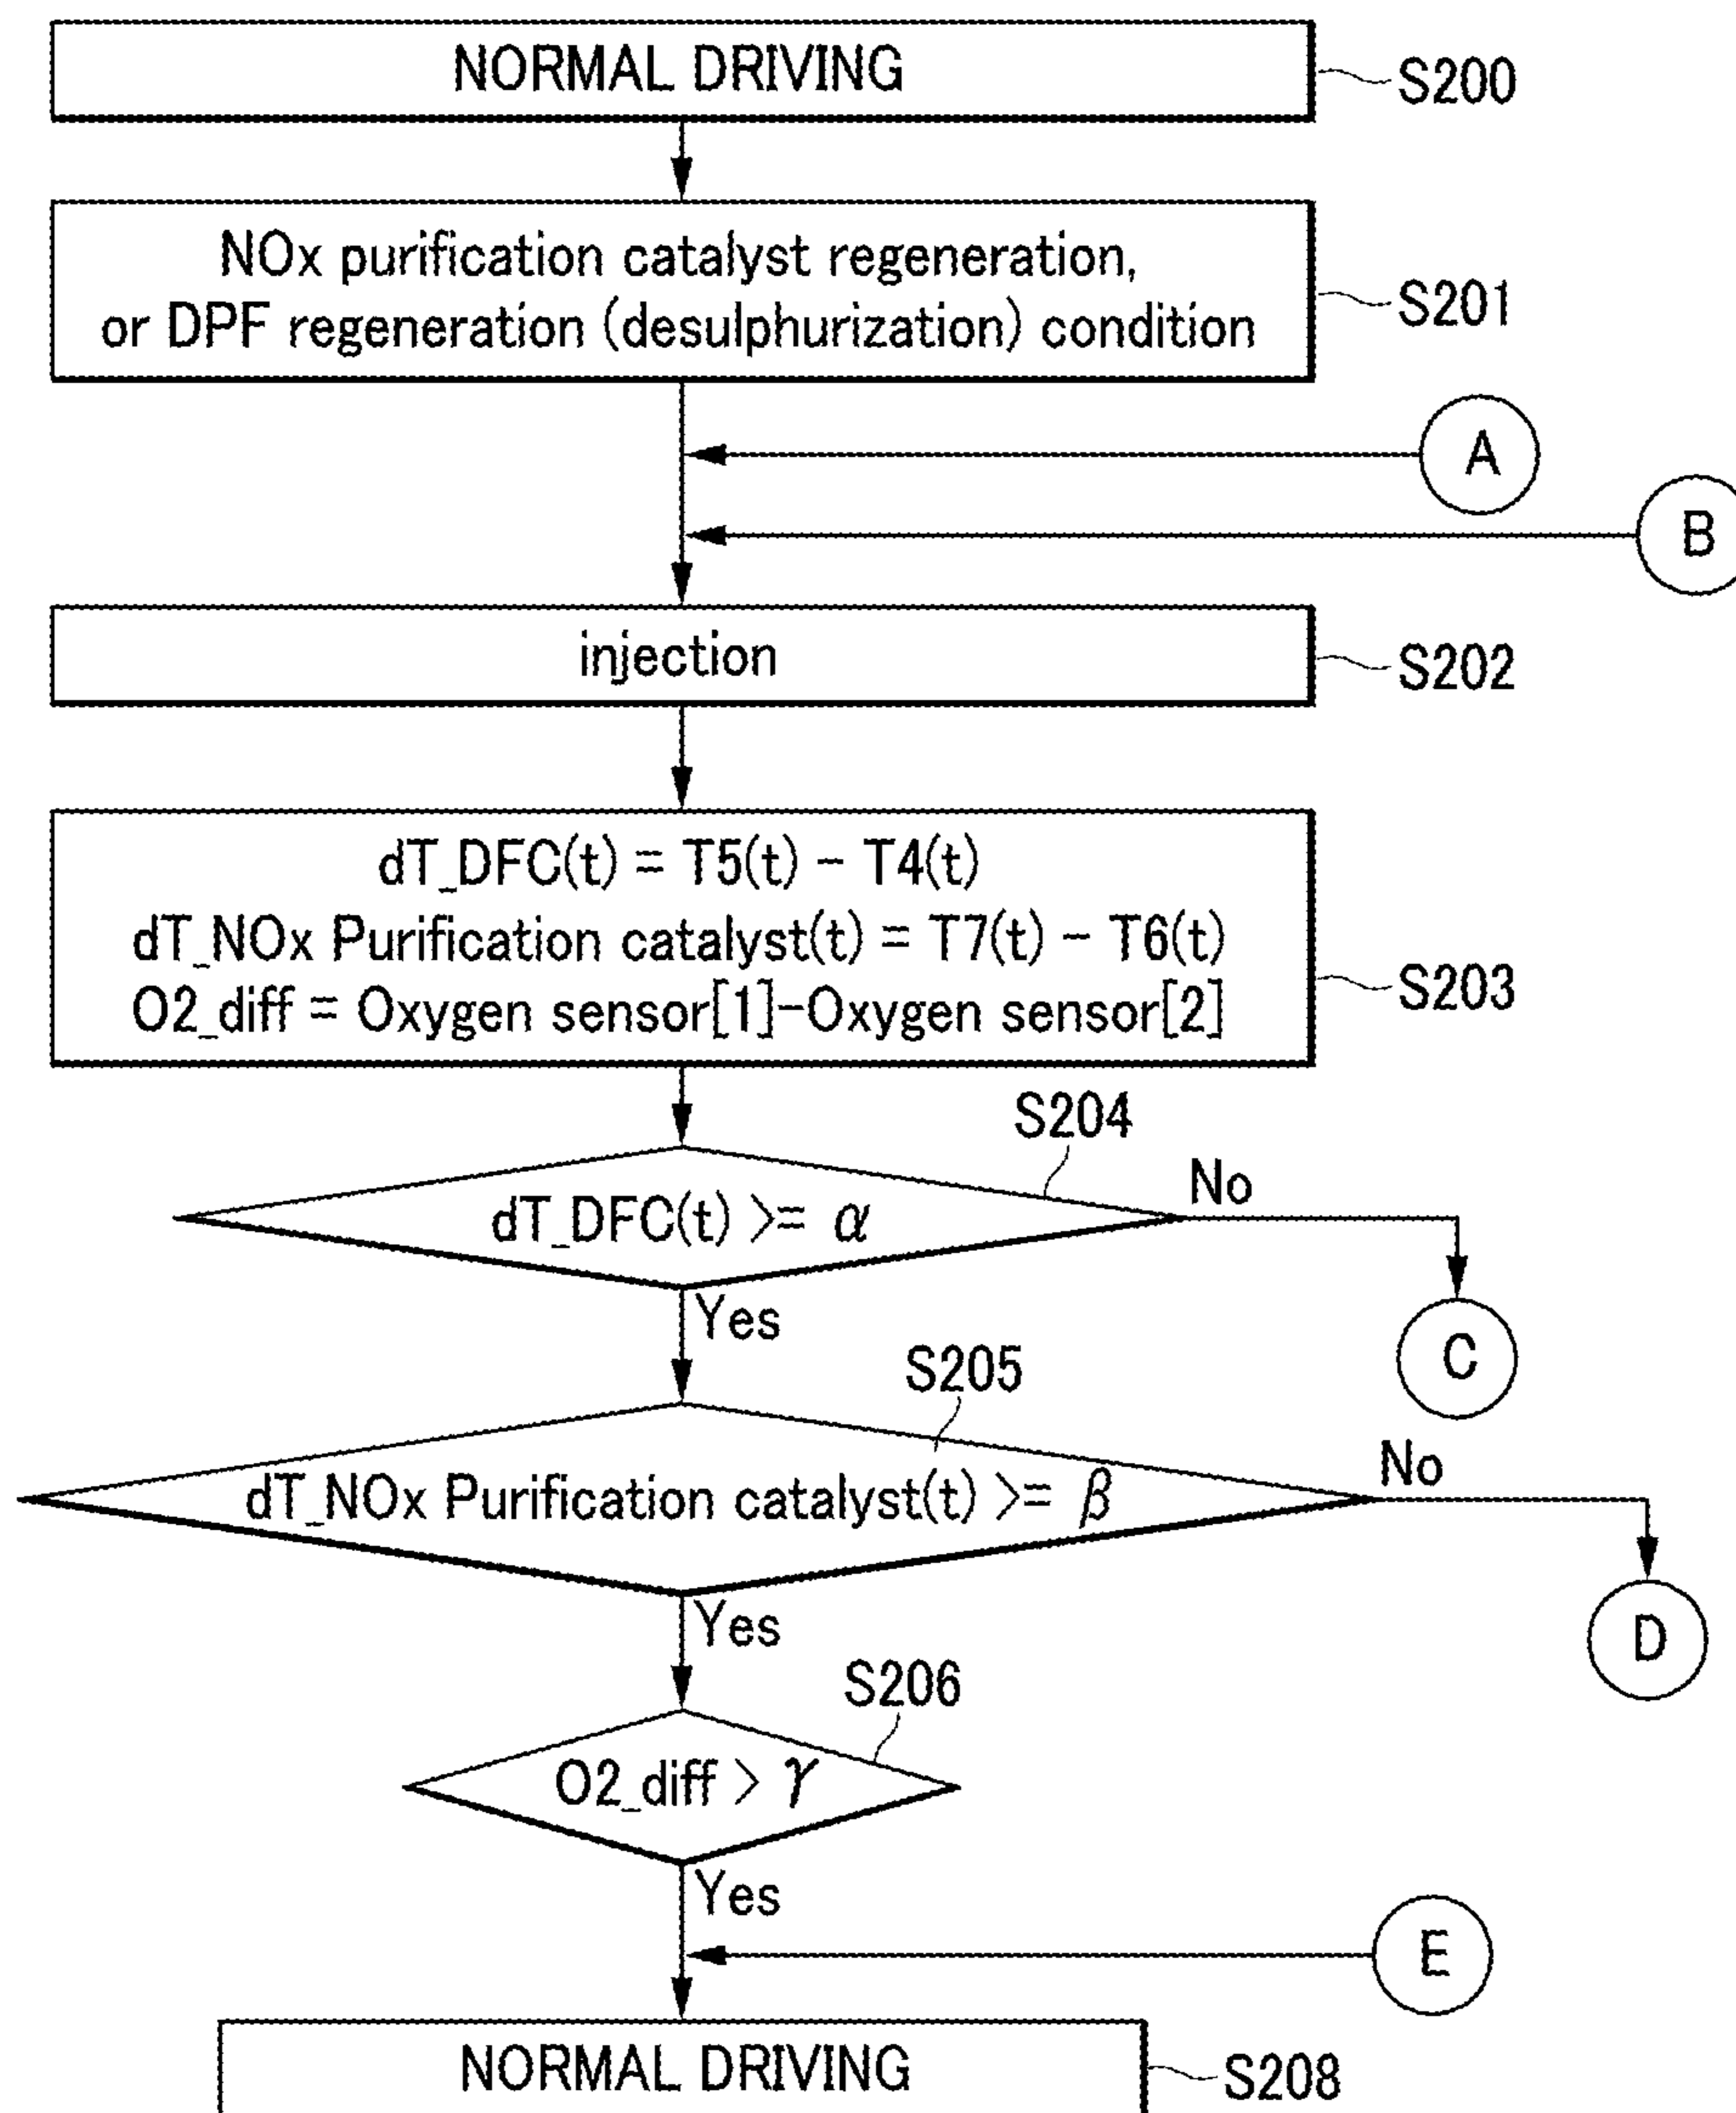 NORMAL DRIVING
S200
NOx purification catalyst regeneration,
or DPF regeneration (desulphurization) condition
S201
A
B
injection
S202
dT_DFC(t) = T5(t) - T4(t)
dT_NOx Purification catalyst(t) = T7(t) - T6(t)
O2_diff = Oxygen sensor[1]-Oxygen sensor[2]
S203
S204
dT_DFC(t) >= α
No
Yes
C
S205
dT_NOx Purification catalyst(t) >= β
No
Yes
D
S206
O2_diff > γ
Yes
E
NORMAL DRIVING
S208